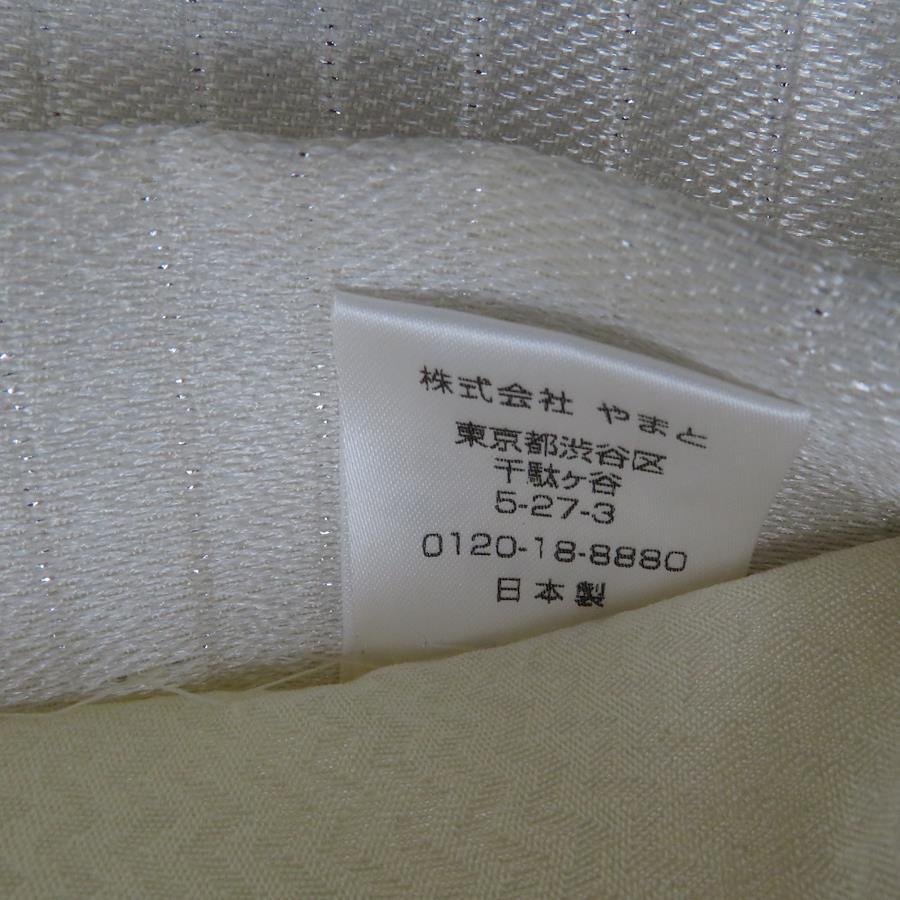 株式会社 やまと
東京都渋谷区
千駄ヶ谷
5-27-3
0120-18-8880
日本製